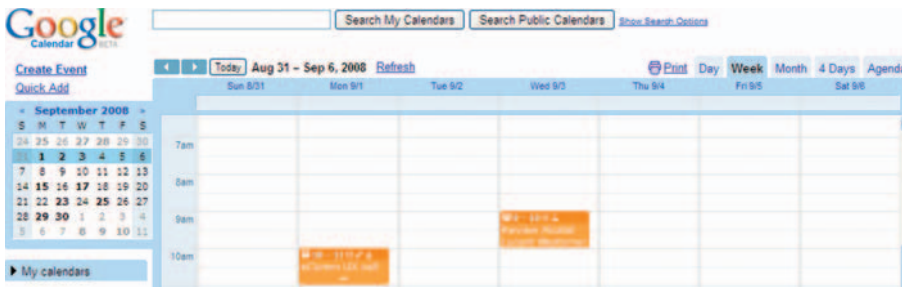 Google
Calendar BETA
Search My Calendars Search Public Calendars Show Search Options
Create Event
Quick Add
Today Aug 31 – Sep 6, 2008 Refresh
Print Day Week Month 4 Days Agenda
Sun 8/31 Mon 9/1 Tue 9/2 Wed 9/3 Thu 9/4 Fri 9/5 Sat 9/6
« September 2008 »
S M T W T F S
24 25 26 27 28 29 30
31 1 2 3 4 5 6
7 8 9 10 11 12 13
14 15 16 17 18 19 20
21 22 23 24 25 26 27
28 29 30 1 2 3 4
5 6 7 8 9 10 11
My calendars
7am
8am
9am
10am